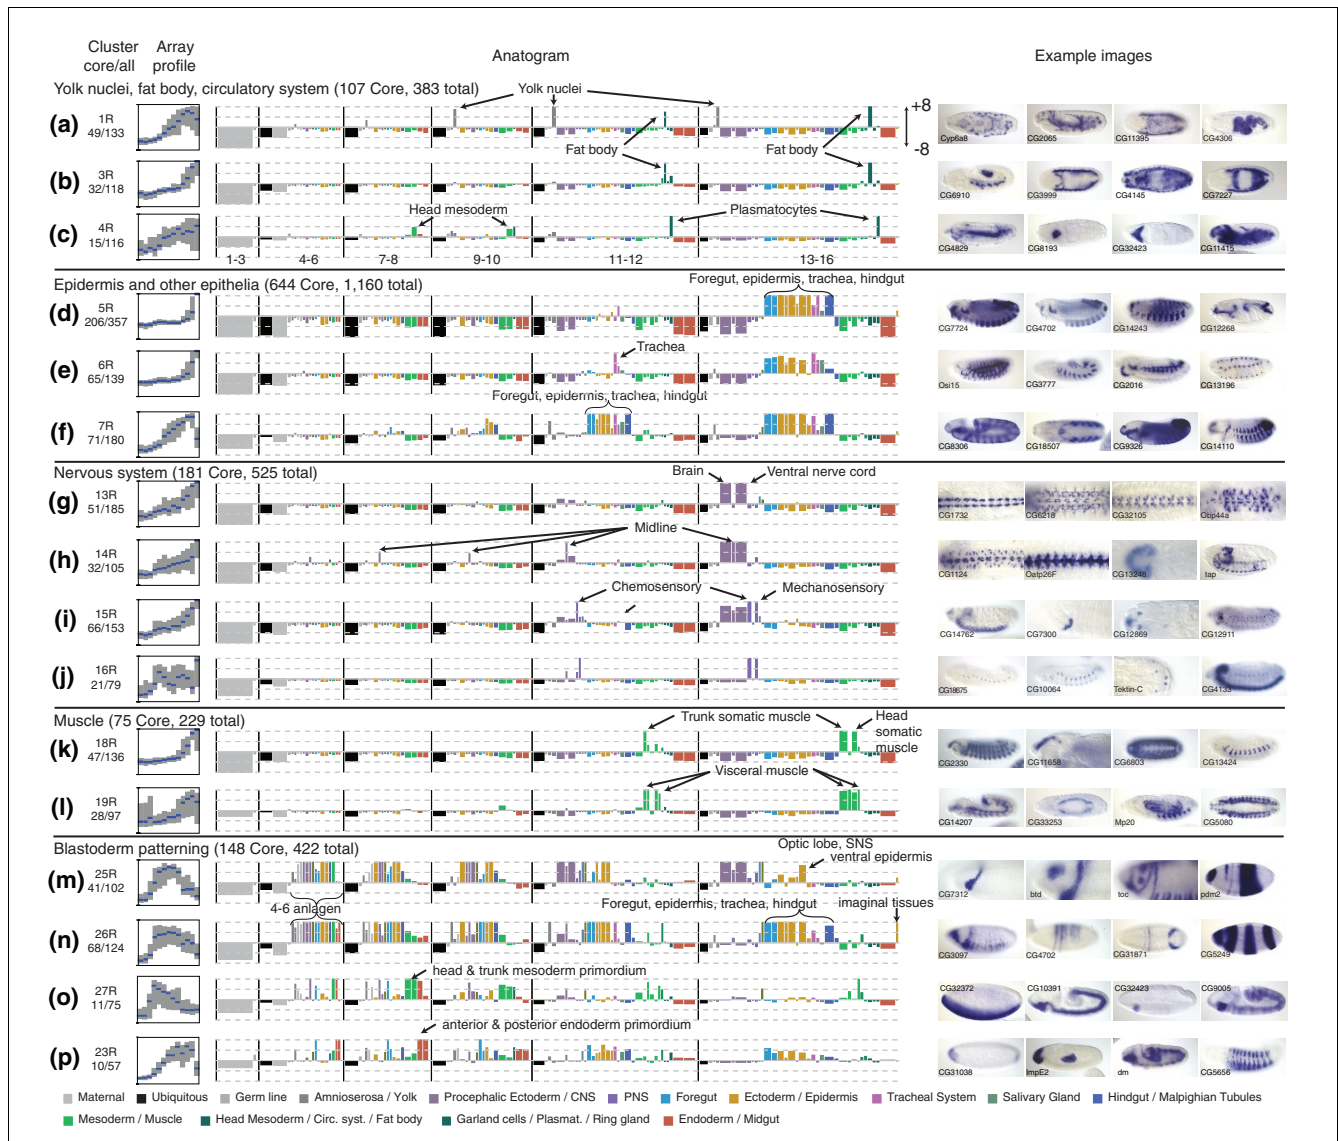 Cluster core/all
Array profile
Anatogram
Example images
Yolk nuclei, fat body, circulatory system (107 Core, 383 total)
Yolk nuclei
(a) 1R 49/133
+8
-8
Fat body
Fat body
Cyp6a8 CG2065 CG11395 CG4306
(b) 3R 32/118
CG6910 CG3999 CG4145 CG7227
(c) 4R 15/116
Head mesoderm
Plasmatocytes
CG4829 CG8193 CG32423 CG11415
1-3 4-6 7-8 9-10 11-12 13-16
Epidermis and other epithelia (644 Core, 1,160 total)
Foregut, epidermis, trachea, hindgut
(d) 5R 206/357
CG7724 CG4702 CG14243 CG12268
(e) 6R 65/139
Trachea
Osi15 CG3777 CG2016 CG13196
Foregut, epidermis, trachea, hindgut
(f) 7R 71/180
CG8306 CG18507 CG9326 CG14110
Nervous system (181 Core, 525 total)
Brain
Ventral nerve cord
(g) 13R 51/185
CG1732 CG6218 CG32105 Obp44a
Midline
(h) 14R 32/105
CG1124 Oatp26F CG13248 tap
Chemosensory
Mechanosensory
(i) 15R 66/153
CG14762 CG7300 CG12869 CG12911
(j) 16R 21/79
CG18675 CG10064 Tektin-C CG4133
Muscle (75 Core, 229 total)
Trunk somatic muscle
Head somatic muscle
(k) 18R 47/136
CG2330 CG11658 CG6803 CG13424
Visceral muscle
(l) 19R 28/97
CG14207 CG33253 Mp20 CG5080
Blastoderm patterning (148 Core, 422 total)
Optic lobe, SNS
ventral epidermis
(m) 25R 41/102
CG7312 btd toc pdm2
4-6 anlagen
Foregut, epidermis, trachea, hindgut
imaginal tissues
(n) 26R 68/124
CG3097 CG4702 CG31871 CG5249
head & trunk mesoderm primordium
(o) 27R 11/75
CG32372 CG10391 CG32423 CG9005
anterior & posterior endoderm primordium
(p) 23R 10/57
CG31038 ImpE2 dm CG5656
Maternal Ubiquitous Germ line Amnioserosa / Yolk Procephalic Ectoderm / CNS PNS Foregut Ectoderm / Epidermis Tracheal System Salivary Gland Hindgut / Malpighian Tubules
Mesoderm / Muscle Head Mesoderm / Circ. syst. / Fat body Garland cells / Plasmat. / Ring gland Endoderm / Midgut